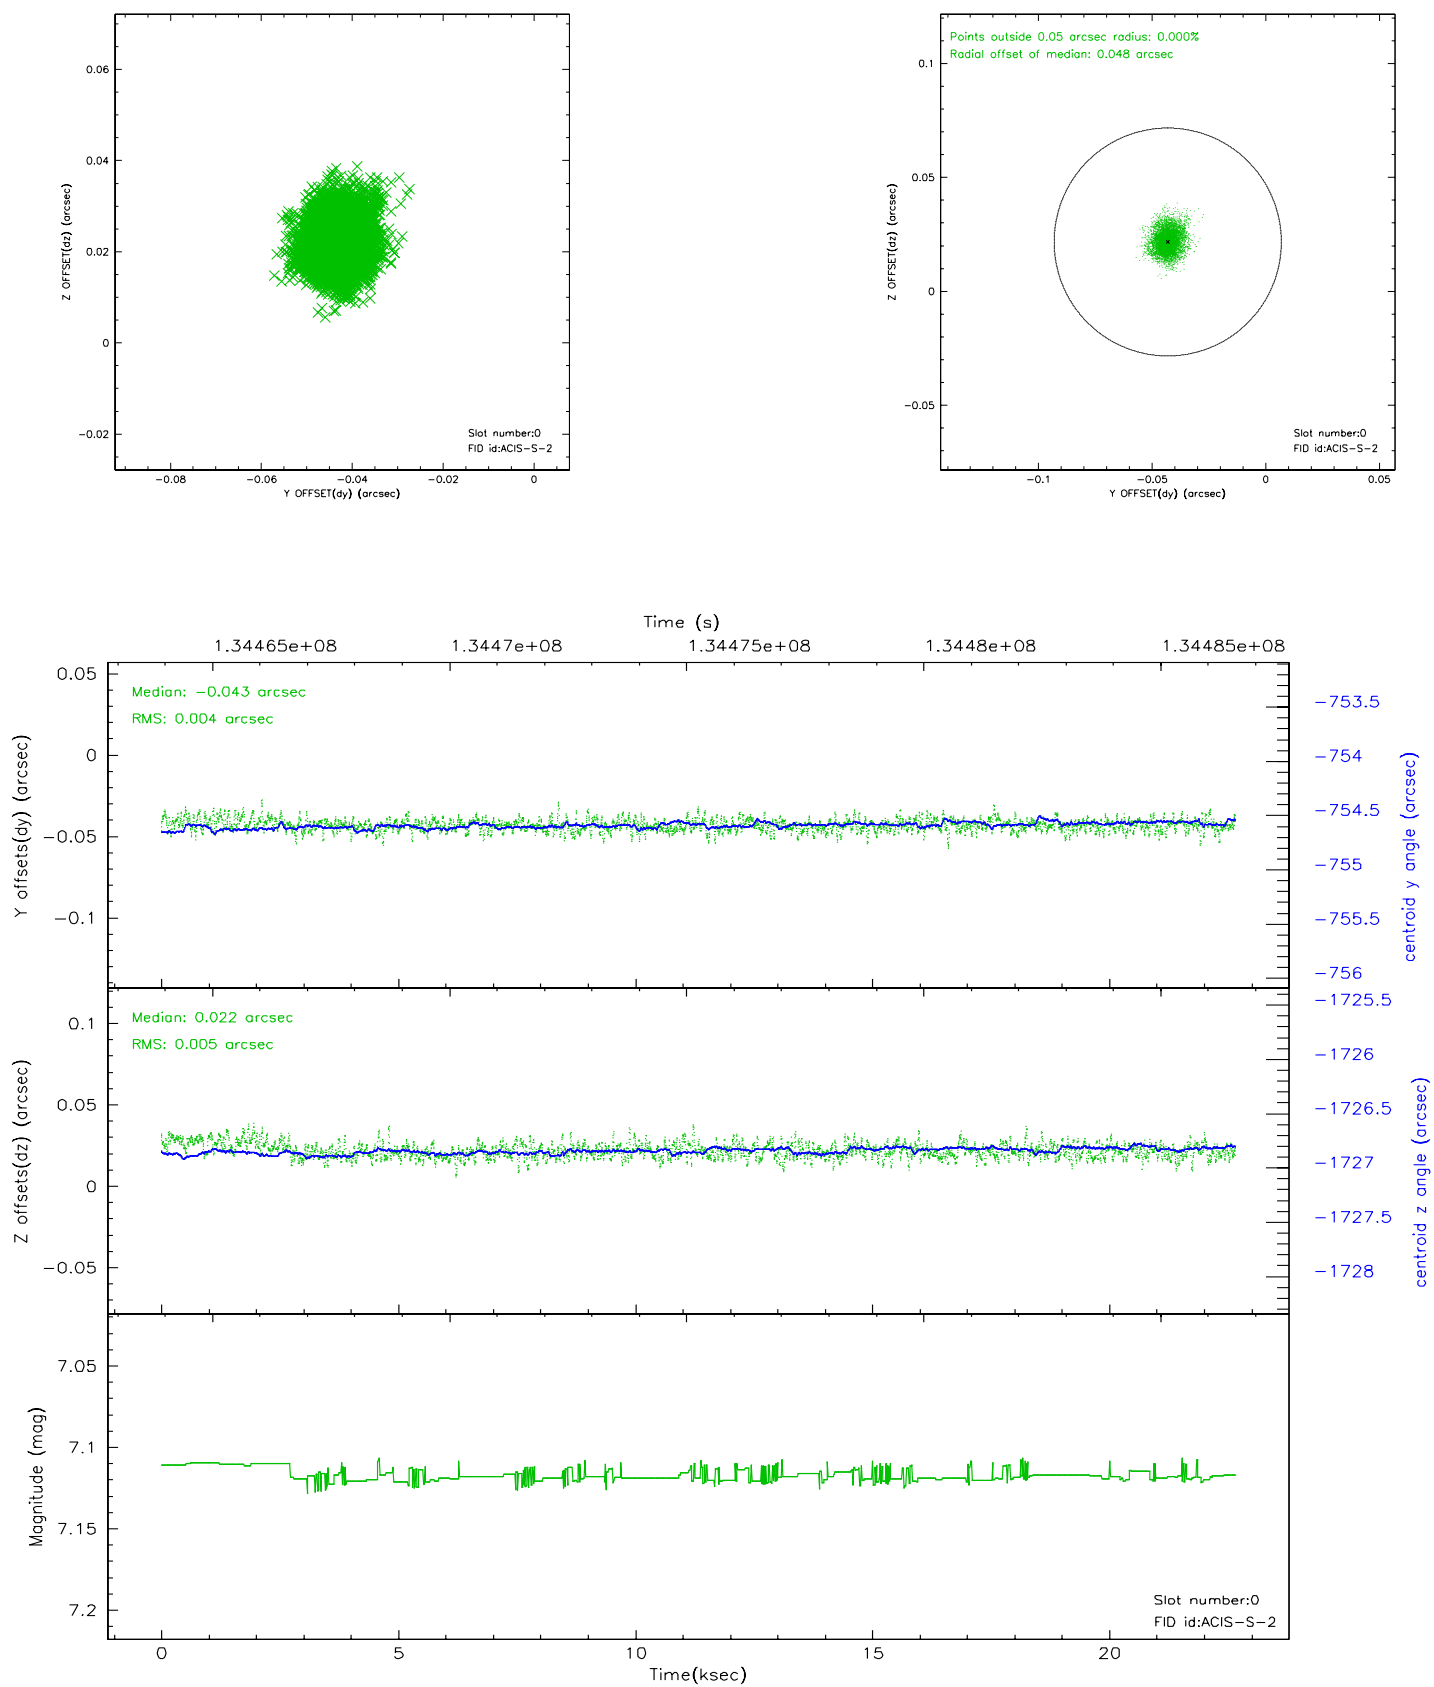 0.06
0.04
0.02
0
-0.02
Z OFFSET(dz) (arcsec)
Slot number:0
FID id:ACIS-S-2
-0.08 -0.06 -0.04 -0.02 0
Y OFFSET(dy) (arcsec)
Points outside 0.05 arcsec radius: 0.000%
Radial offset of median: 0.048 arcsec
0.1
0.05
0
-0.05
Z OFFSET(dz) (arcsec)
Slot number:0
FID id:ACIS-S-2
-0.1 -0.05 0 0.05
Y OFFSET(dy) (arcsec)
Time (s)
1.34465e+08 1.3447e+08 1.34475e+08 1.3448e+08 1.34485e+08
Median: -0.043 arcsec
RMS: 0.004 arcsec
0.05
0
-0.05
-0.1
Y offsets(dy) (arcsec)
-753.5
-754
-754.5
-755
-755.5
-756
centroid y angle (arcsec)
Median: 0.022 arcsec
RMS: 0.005 arcsec
0.1
0.05
0
-0.05
Z offsets(dz) (arcsec)
-1725.5
-1726
-1726.5
-1727
-1727.5
-1728
centroid z angle (arcsec)
7.05
7.1
7.15
7.2
Magnitude (mag)
Slot number:0
FID id:ACIS-S-2
0 5 10 15 20
Time(ksec)